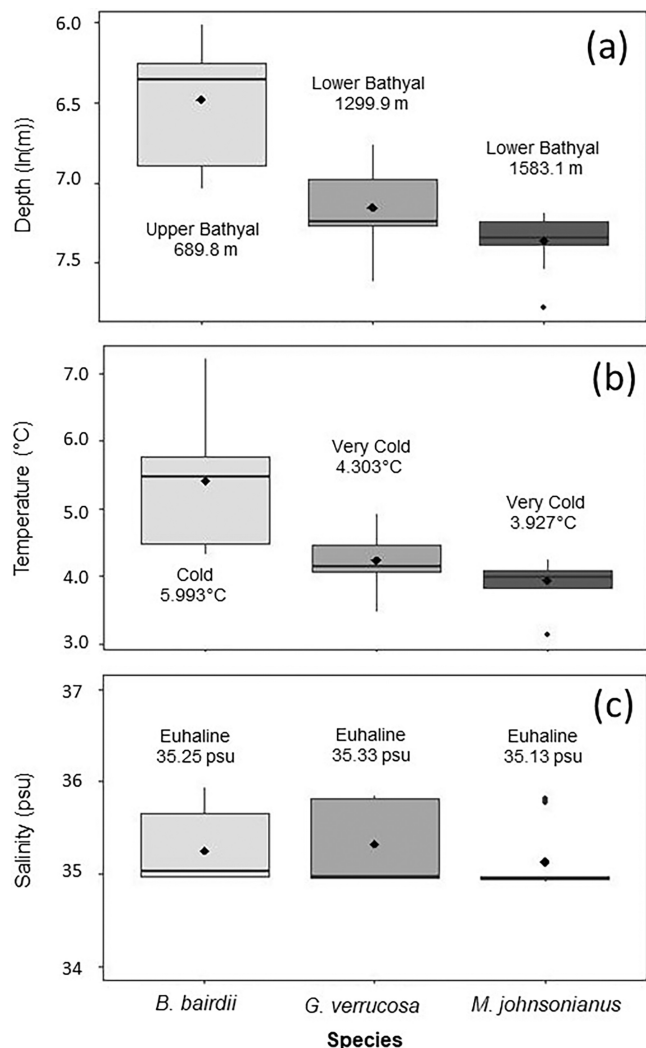 (a)
6.0
6.5
7.0
7.5
Depth (ln(m))
Upper Bathyal
689.8 m
Lower Bathyal
1299.9 m
Lower Bathyal
1583.1 m
(b)
7.0
6.0
5.0
4.0
3.0
Temperature (°C)
Cold
5.993°C
Very Cold
4.303°C
Very Cold
3.927°C
(c)
37
36
35
34
Salinity (psu)
Euhaline
35.25 psu
Euhaline
35.33 psu
Euhaline
35.13 psu
B. bairdii
G. verrucosa
M. johnsonianus
Species